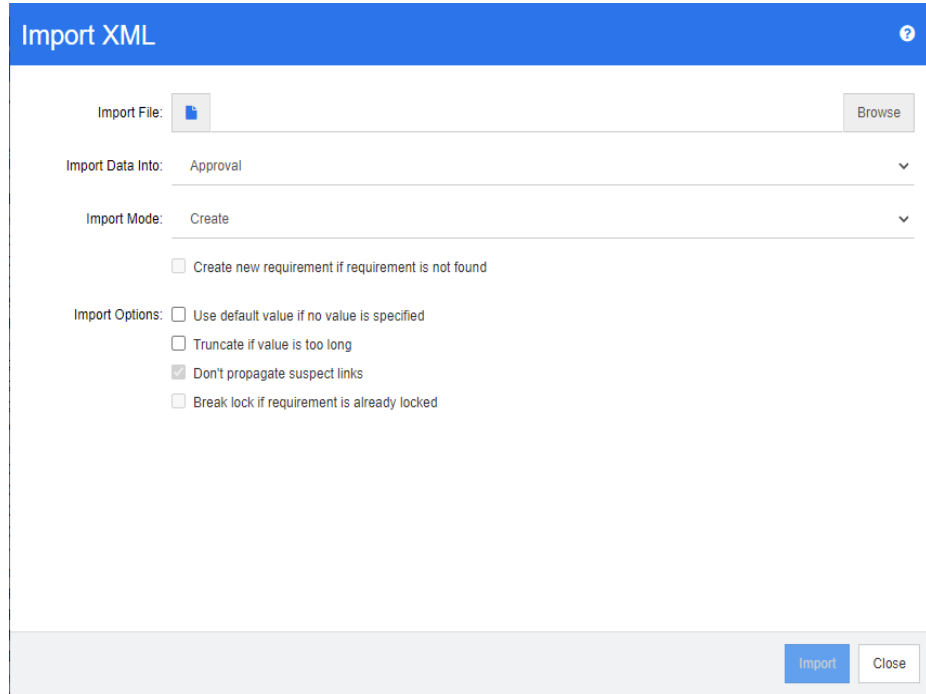 Import XML
Import File: Browse
Import Data Into: Approval
Import Mode: Create
Create new requirement if requirement is not found
Import Options: Use default value if no value is specified
Truncate if value is too long
Don't propagate suspect links
Break lock if requirement is already locked
Import Close